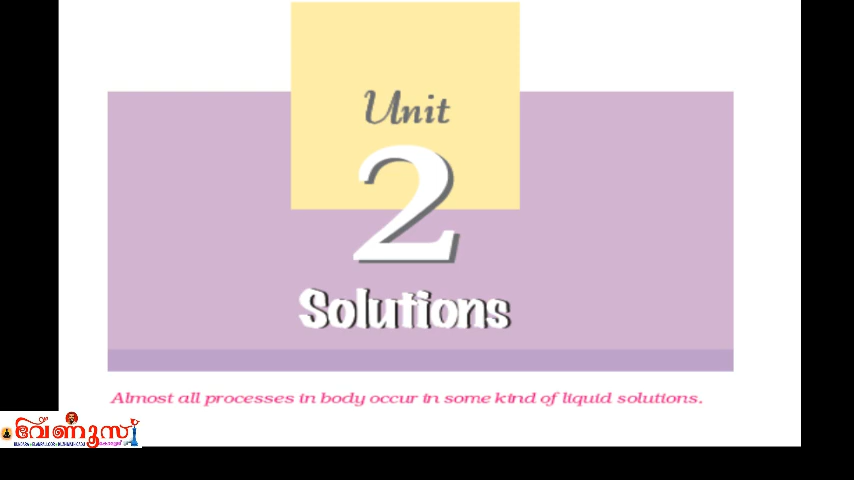 Unit
2
Solutions
Almost all processes in body occur in some kind of liquid solutions.
വേണൂസ്